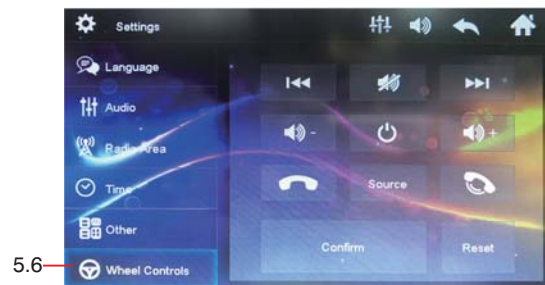 Settings
Language
Audio
Radio Area
Time
Other
5.6 Wheel Controls
-
+
Source
Confirm
Reset